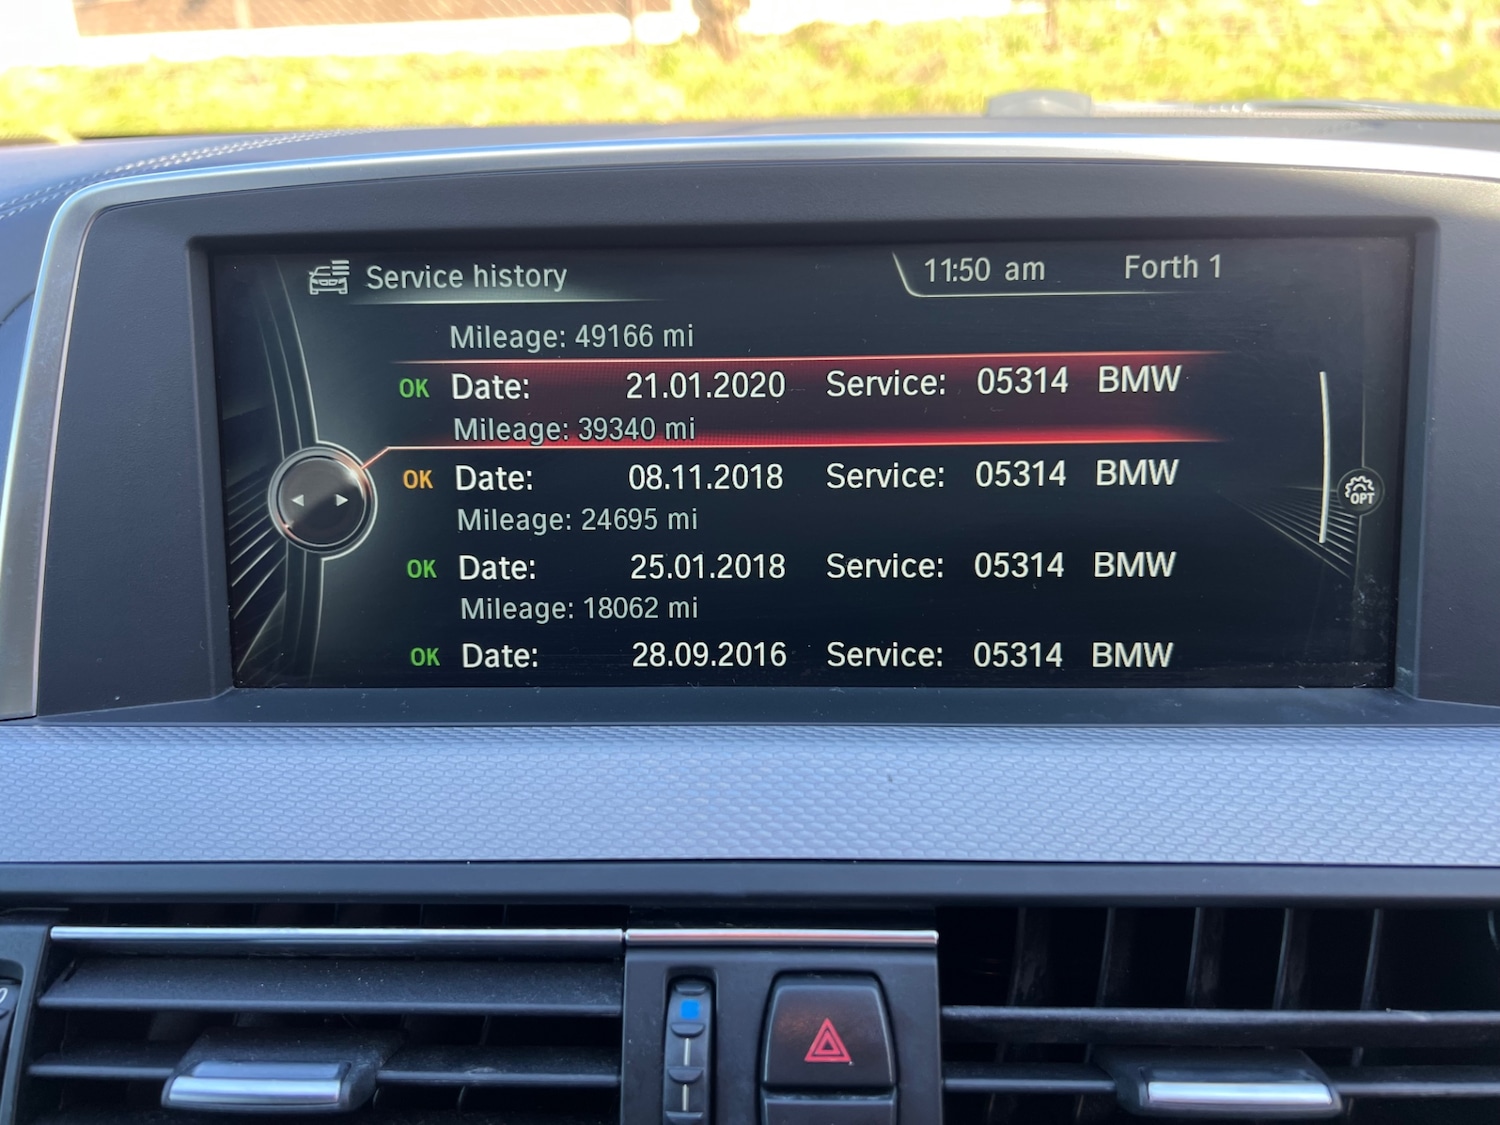 Service history
11:50 am
Forth 1
Mileage: 49166 mi
OK Date: 21.01.2020 Service: 05314 BMW
Mileage: 39340 mi
OK Date: 08.11.2018 Service: 05314 BMW
Mileage: 24695 mi
OPT
OK Date: 25.01.2018 Service: 05314 BMW
Mileage: 18062 mi
OK Date: 28.09.2016 Service: 05314 BMW